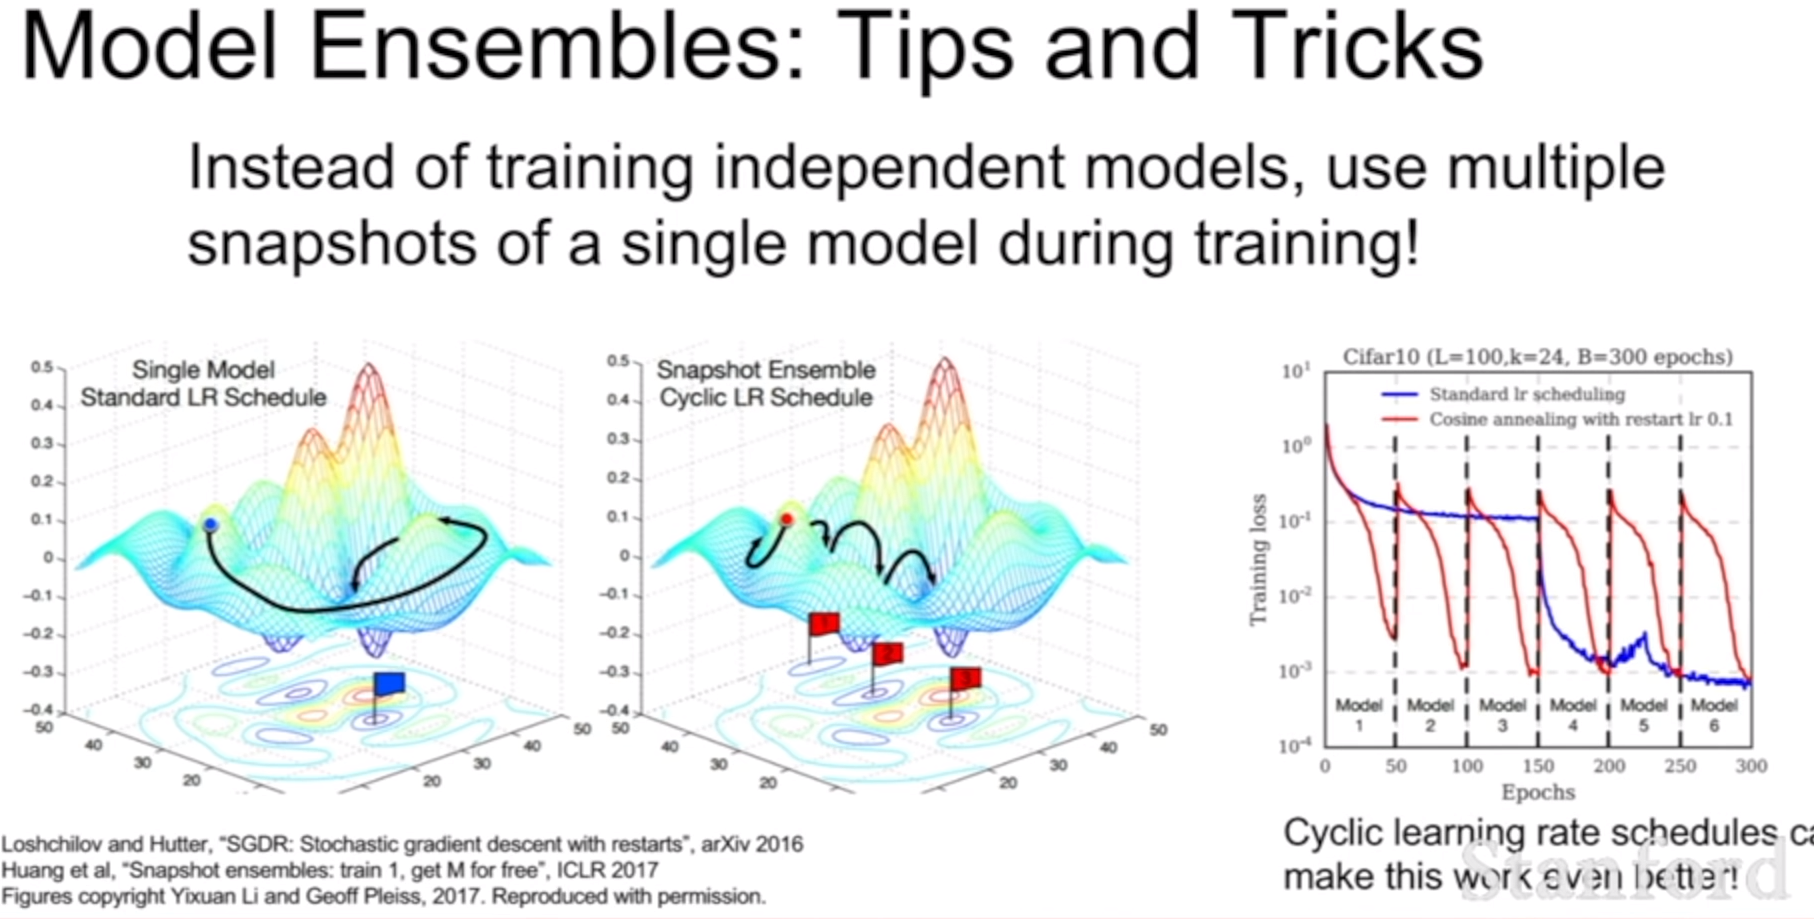 Model Ensembles: Tips and Tricks
Instead of training independent models, use multiple
snapshots of a single model during training!
Single Model
Standard LR Schedule
0.5
0.4
0.3
0.2
0.1
0
−0.1
−0.2
−0.3
−0.4
50
40
30
20
20
30
40
50
Snapshot Ensemble
Cyclic LR Schedule
0.5
0.4
0.3
0.2
0.1
0
−0.1
−0.2
−0.3
−0.4
50
40
30
20
20
30
40
50
1
2
3
Cifar10 (L=100,k=24, B=300 epochs)
Standard lr scheduling
Cosine annealing with restart lr 0.1
Training loss
10¹
10⁰
10⁻¹
10⁻²
10⁻³
10⁻⁴
Model 1
Model 2
Model 3
Model 4
Model 5
Model 6
0 50 100 150 200 250 300
Epochs
Cyclic learning rate schedules ca
make this work even better!
Stanford
Loshchilov and Hutter, “SGDR: Stochastic gradient descent with restarts”, arXiv 2016
Huang et al, “Snapshot ensembles: train 1, get M for free”, ICLR 2017
Figures copyright Yixuan Li and Geoff Pleiss, 2017. Reproduced with permission.